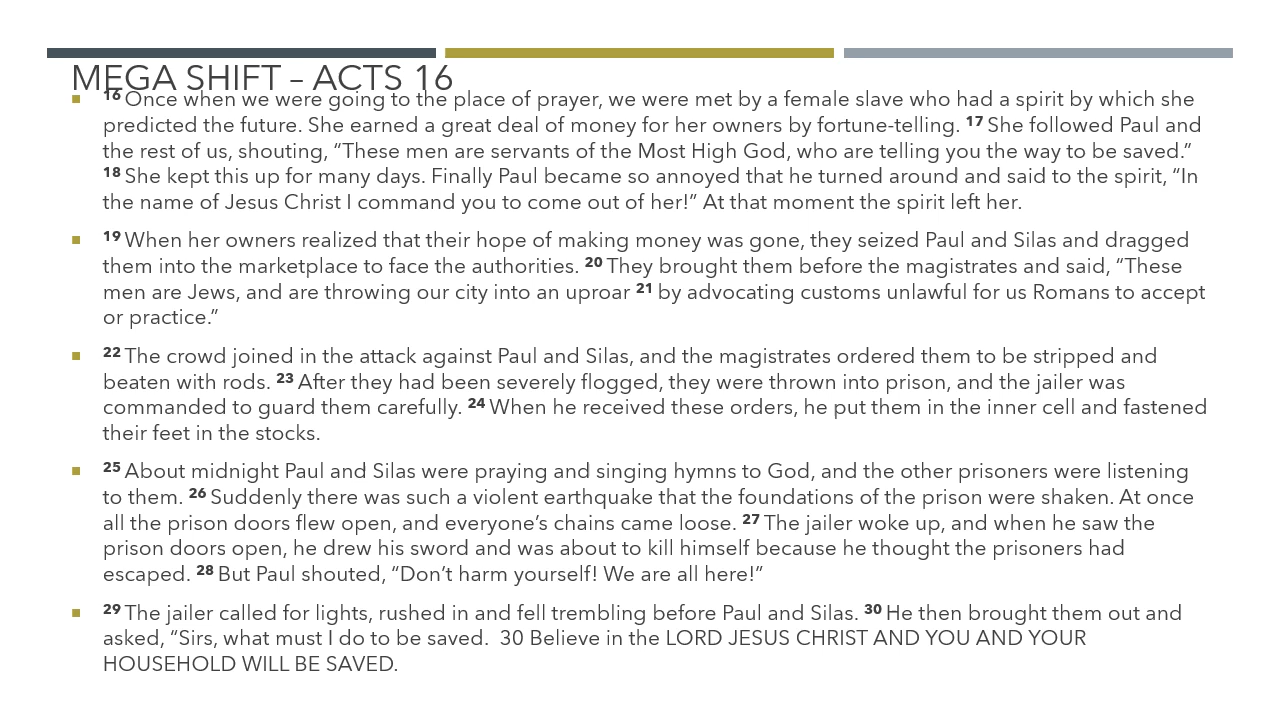 MEGA SHIFT – ACTS 16
16 Once when we were going to the place of prayer, we were met by a female slave who had a spirit by which she
predicted the future. She earned a great deal of money for her owners by fortune-telling. 17 She followed Paul and
the rest of us, shouting, “These men are servants of the Most High God, who are telling you the way to be saved.”
18 She kept this up for many days. Finally Paul became so annoyed that he turned around and said to the spirit, “In
the name of Jesus Christ I command you to come out of her!” At that moment the spirit left her.
19 When her owners realized that their hope of making money was gone, they seized Paul and Silas and dragged
them into the marketplace to face the authorities. 20 They brought them before the magistrates and said, “These
men are Jews, and are throwing our city into an uproar 21 by advocating customs unlawful for us Romans to accept
or practice.”
22 The crowd joined in the attack against Paul and Silas, and the magistrates ordered them to be stripped and
beaten with rods. 23 After they had been severely flogged, they were thrown into prison, and the jailer was
commanded to guard them carefully. 24 When he received these orders, he put them in the inner cell and fastened
their feet in the stocks.
25 About midnight Paul and Silas were praying and singing hymns to God, and the other prisoners were listening
to them. 26 Suddenly there was such a violent earthquake that the foundations of the prison were shaken. At once
all the prison doors flew open, and everyone’s chains came loose. 27 The jailer woke up, and when he saw the
prison doors open, he drew his sword and was about to kill himself because he thought the prisoners had
escaped. 28 But Paul shouted, “Don’t harm yourself! We are all here!”
29 The jailer called for lights, rushed in and fell trembling before Paul and Silas. 30 He then brought them out and
asked, “Sirs, what must I do to be saved.  30 Believe in the LORD JESUS CHRIST AND YOU AND YOUR
HOUSEHOLD WILL BE SAVED.